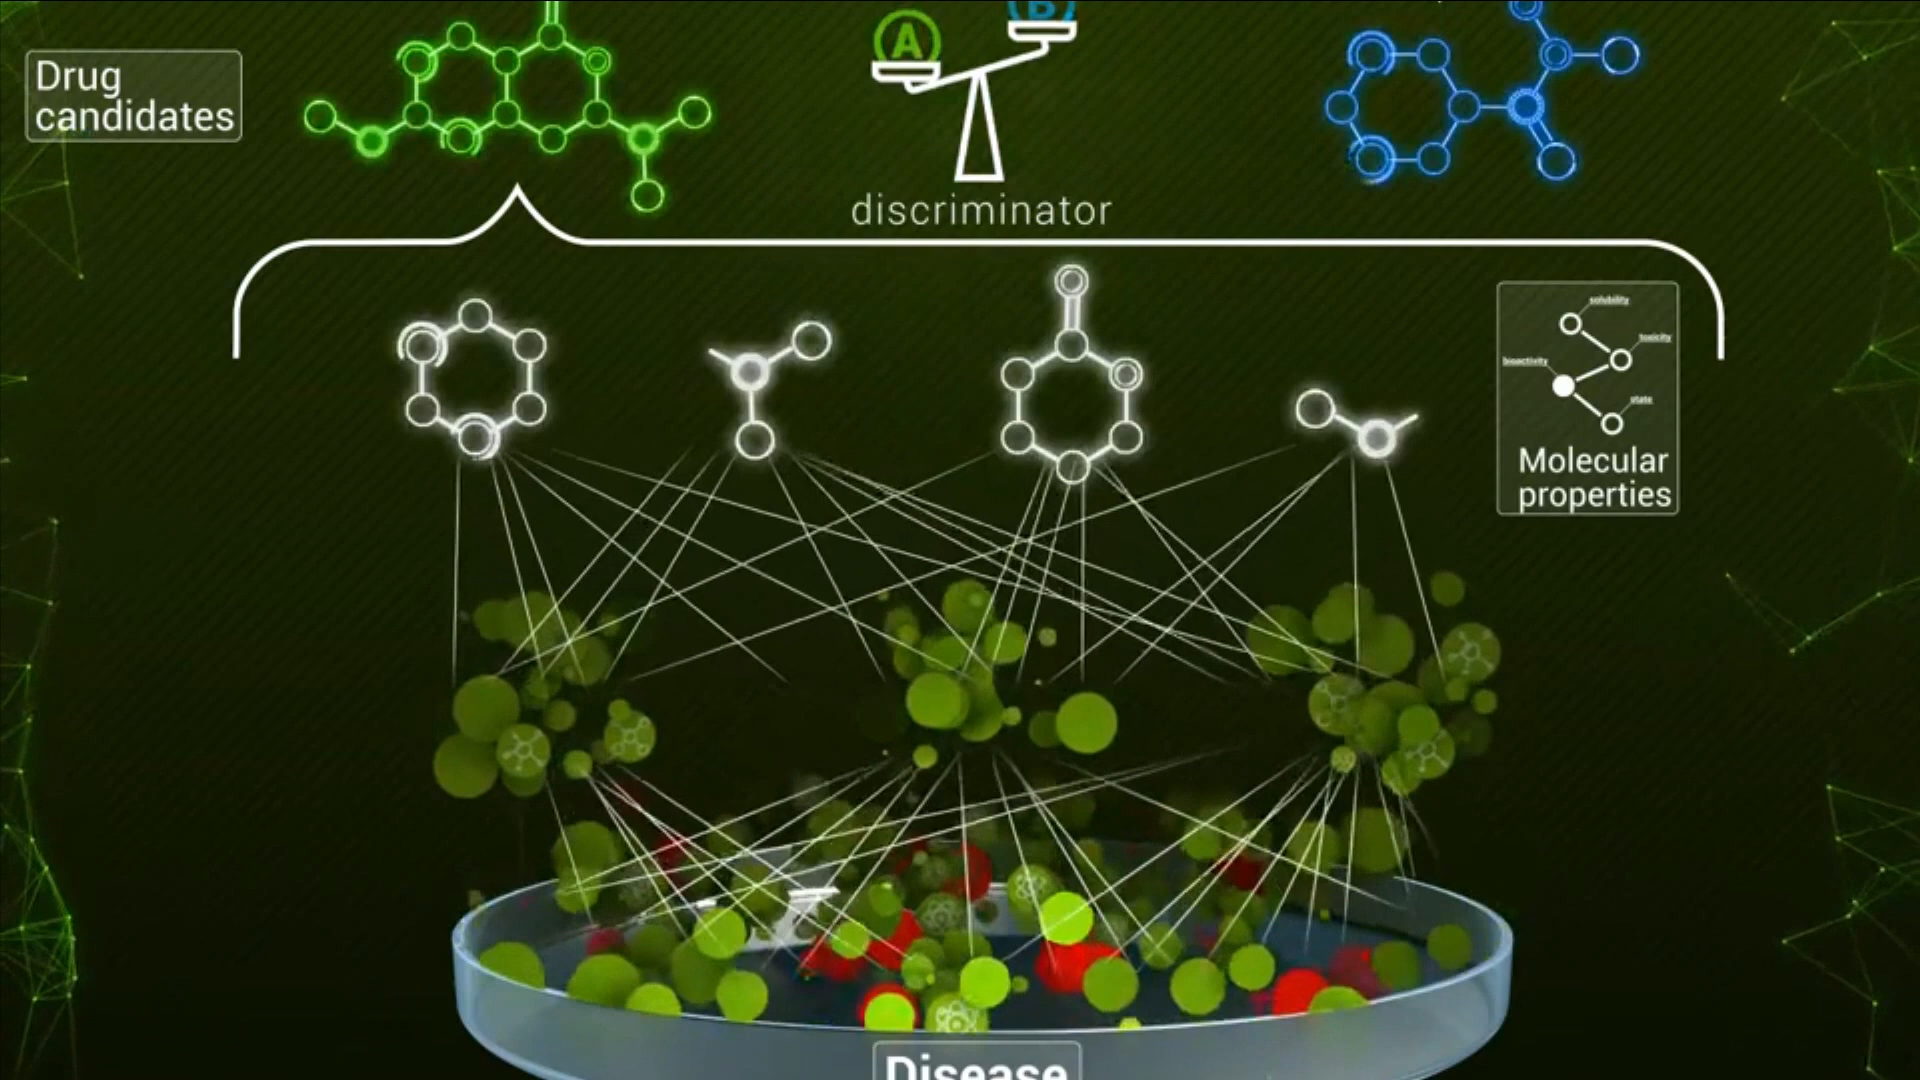 B
A
Drug
candidates
discriminator
solubility
toxicity
bioactivity
state
Molecular
properties
Disease